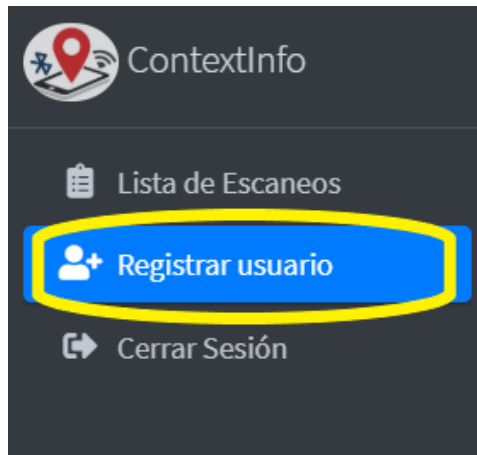 ContextInfo
Lista de Escaneos
Registrar usuario
Cerrar Sesión